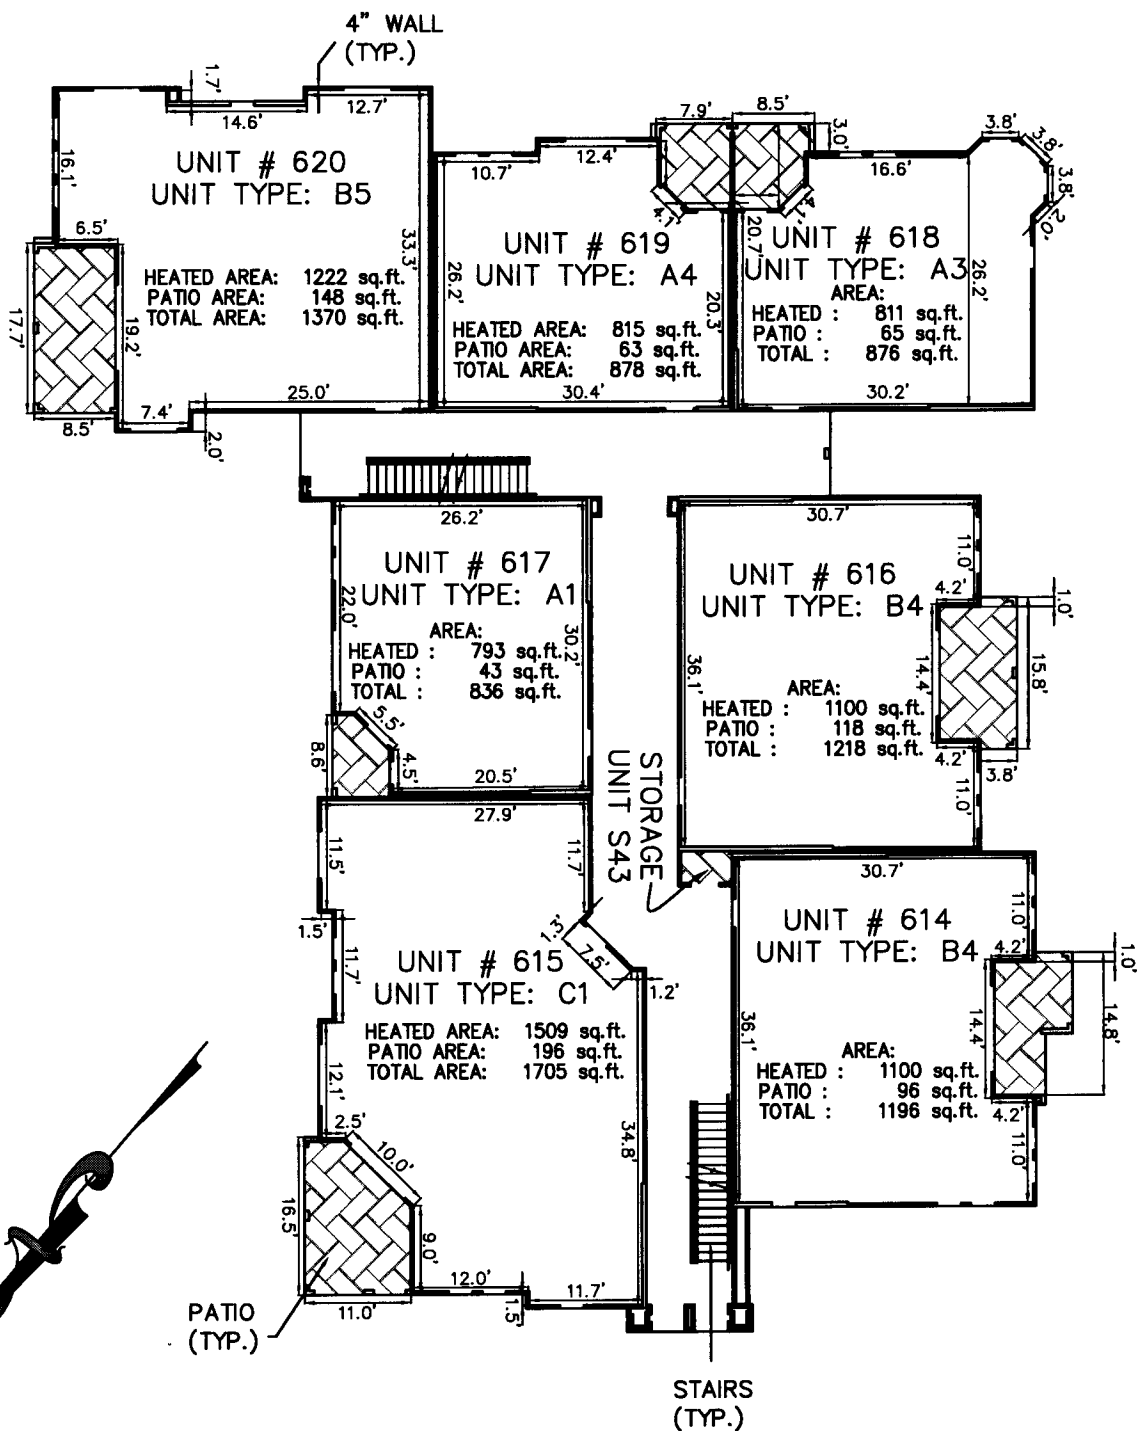 4" WALL
(TYP.)
1.7'
14.6'
12.7'
16.1'
UNIT # 620
UNIT TYPE: B5
6.5'
33.3'
HEATED AREA: 1222 sq.ft.
PATIO AREA: 148 sq.ft.
TOTAL AREA: 1370 sq.ft.
17.7'
19.2'
25.0'
7.4'
8.5'
2.0'
7.9'
12.4'
10.7'
4.1'
UNIT # 619
UNIT TYPE: A4
26.2'
20.3'
HEATED AREA: 815 sq.ft.
PATIO AREA: 63 sq.ft.
TOTAL AREA: 878 sq.ft.
30.4'
8.5'
3.0'
3.8'
3.8'
3.8'
2.0'
16.6'
4.1'
20.7'
UNIT # 618
UNIT TYPE: A3
26.2'
AREA:
HEATED : 811 sq.ft.
PATIO : 65 sq.ft.
TOTAL : 876 sq.ft.
30.2'
26.2'
UNIT # 617
UNIT TYPE: A1
22.0'
30.2'
AREA:
HEATED : 793 sq.ft.
PATIO : 43 sq.ft.
TOTAL : 836 sq.ft.
5.5'
8.6'
4.5'
20.5'
30.7'
11.0'
UNIT # 616
UNIT TYPE: B4
4.2'
1.0'
36.1'
14.4'
15.8'
AREA:
HEATED : 1100 sq.ft.
PATIO : 118 sq.ft.
TOTAL : 1218 sq.ft.
4.2'
3.8'
11.0'
STORAGE
UNIT S43
27.9'
11.5'
11.7'
1.5'
1.3'
7.5'
1.2'
11.7'
UNIT # 615
UNIT TYPE: C1
HEATED AREA: 1509 sq.ft.
PATIO AREA: 196 sq.ft.
TOTAL AREA: 1705 sq.ft.
12.1'
2.5'
10.0'
34.8'
16.5'
9.0'
12.0'
11.7'
11.0'
1.5'
PATIO
(TYP.)
30.7'
11.0'
UNIT # 614
UNIT TYPE: B4
4.2'
1.0'
36.1'
14.4'
14.8'
AREA:
HEATED : 1100 sq.ft.
PATIO : 96 sq.ft.
TOTAL : 1196 sq.ft.
4.2'
11.0'
STAIRS
(TYP.)